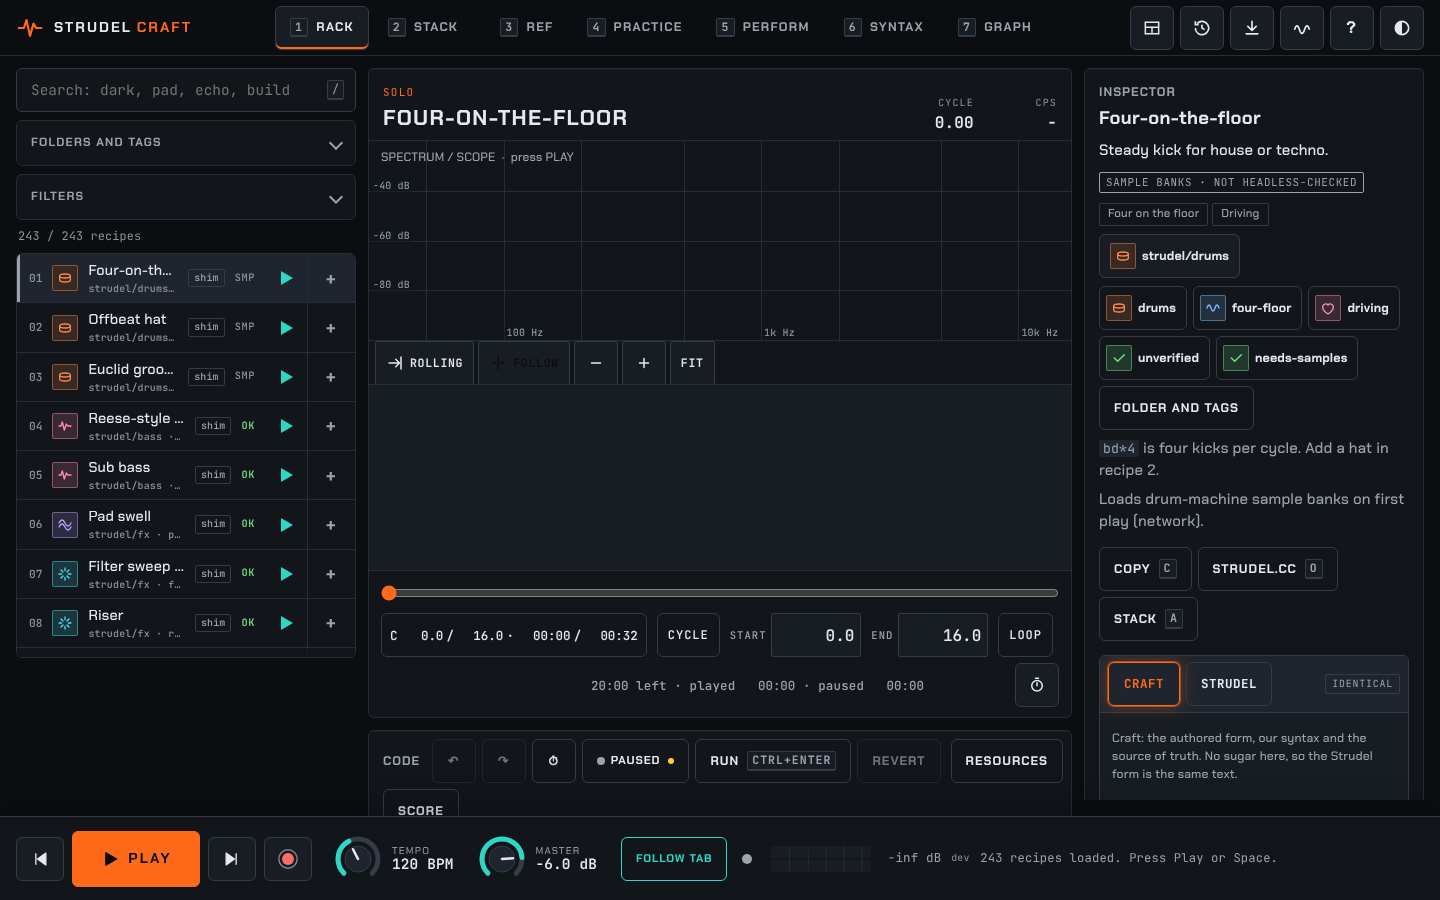 STRUDEL CRAFT
1 RACK
2 STACK
3 REF
4 PRACTICE
5 PERFORM
6 SYNTAX
7 GRAPH
?
Search: dark, pad, echo, build /
FOLDERS AND TAGS
FILTERS
243 / 243 recipes
01 Four-on-th… shim SMP +
strudel/drums…
02 Offbeat hat shim SMP +
strudel/drums…
03 Euclid groo… shim SMP +
strudel/drums…
04 Reese-style … shim OK +
strudel/bass ·…
05 Sub bass shim OK +
strudel/bass ·…
06 Pad swell shim OK +
strudel/fx · p…
07 Filter sweep … shim OK +
strudel/fx · f…
08 Riser shim OK +
strudel/fx · r…
SOLO
FOUR-ON-THE-FLOOR
CYCLE
0.00
CPS
-
SPECTRUM / SCOPE · press PLAY
-40 dB
-60 dB
-80 dB
100 Hz 1k Hz 10k Hz
ROLLING FOLLOW − + FIT
C 0.0 / 16.0 · 00:00 / 00:32 CYCLE START 0.0 END 16.0 LOOP
20:00 left · played 00:00 · paused 00:00
CODE PAUSED RUN CTRL+ENTER REVERT RESOURCES
SCORE
INSPECTOR
Four-on-the-floor
Steady kick for house or techno.
SAMPLE BANKS · NOT HEADLESS-CHECKED
Four on the floor Driving
strudel/drums
drums four-floor driving
unverified needs-samples
FOLDER AND TAGS
bd*4 is four kicks per cycle. Add a hat in
recipe 2.
Loads drum-machine sample banks on first
play (network).
COPY C STRUDEL.CC O
STACK A
CRAFT STRUDEL IDENTICAL
Craft: the authored form, our syntax and the
source of truth. No sugar here, so the Strudel
form is the same text.
PLAY
TEMPO
120 BPM
MASTER
-6.0 dB
FOLLOW TAB
-inf dB dev 243 recipes loaded. Press Play or Space.